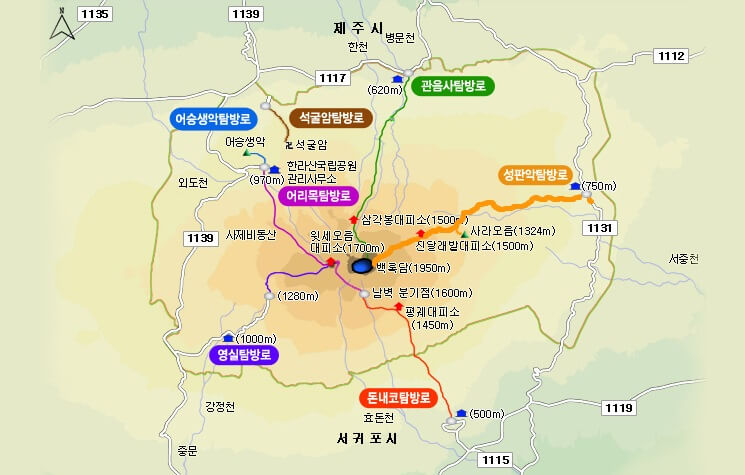 1135
1139
제주시
한천
병문천
1112
1117
(620m)
관음사탐방로
어승생악탐방로
석굴암탐방로
어승생악
석굴암
한라산국립공원
관리사무소
(970m)
외도천
어리목탐방로
성판악탐방로
(750m)
삼각봉대피소(1500m)
사라오름(1324m)
진달래밭대피소(1500m)
1131
1139
사제비동산
윗세오름
대피소(1700m)
백록담(1950m)
서중천
(1280m)
남벽 분기점(1600m)
평궤대피소
(1450m)
(1000m)
영실탐방로
돈내코탐방로
강정천
효돈천
(500m)
1119
서귀포시
중문
1115